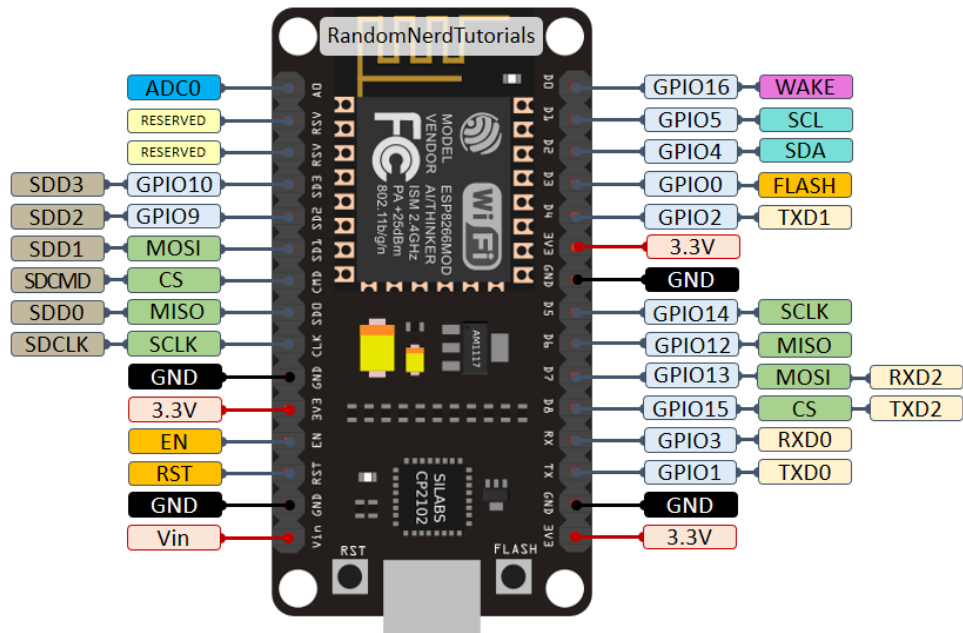 RandomNerdTutorials
ADC0
RESERVED
RESERVED
SDD3 GPIO10
SDD2 GPIO9
SDD1 MOSI
SDCMD CS
SDD0 MISO
SDCLK SCLK
GND
3.3V
EN
RST
GND
Vin
A0
RSV
RSV
SD3
SD2
SD1
CMD
SD0
CLK
GND
3V3
EN
RST
GND
Vin
MODEL
VENDOR
FC
ESP8266MOD
AI/THINKER
ISM 2.4GHz
PA +25dBm
802.11b/g/n
WiFi
AM1117
SILABS
CP2102
RST
FLASH
D0
D1
D2
D3
D4
3V3
GND
D5
D6
D7
D8
RX
TX
GND
3V3
GPIO16 WAKE
GPIO5 SCL
GPIO4 SDA
GPIO0 FLASH
GPIO2 TXD1
3.3V
GND
GPIO14 SCLK
GPIO12 MISO
GPIO13 MOSI RXD2
GPIO15 CS TXD2
GPIO3 RXD0
GPIO1 TXD0
GND
3.3V